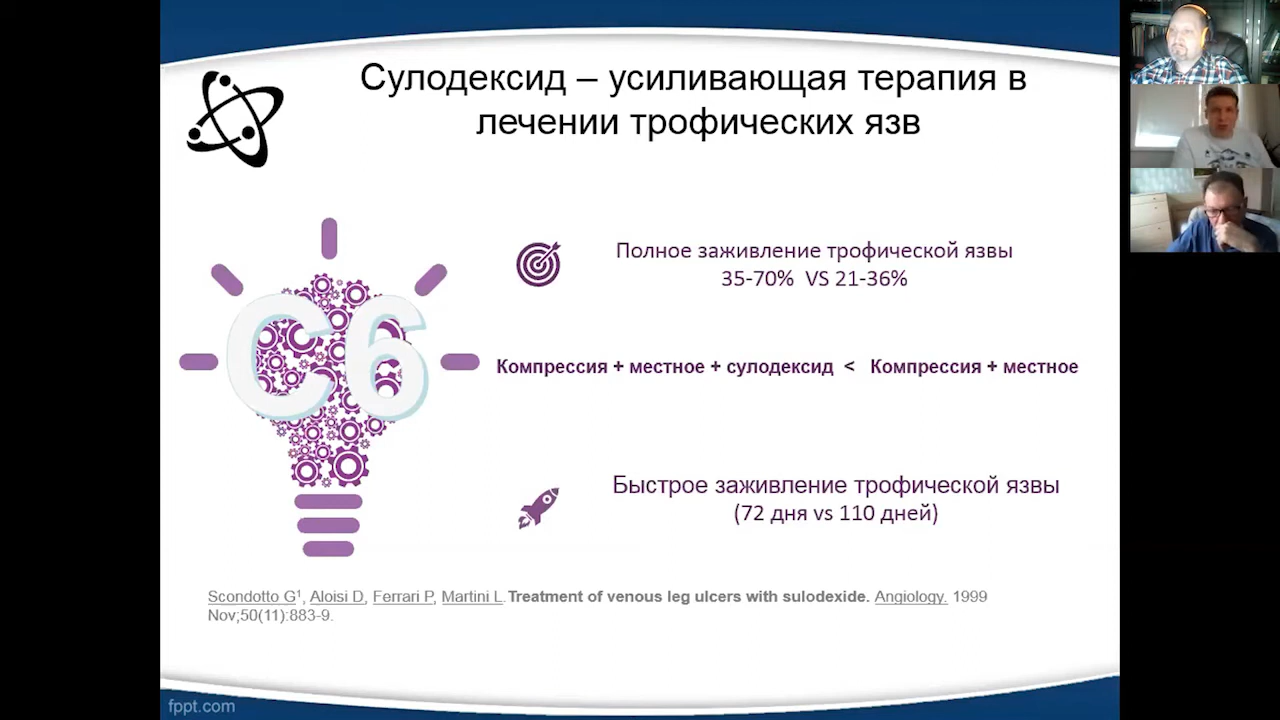 Сулодексид – усиливающая терапия в
лечении трофических язв
С6
Полное заживление трофической язвы
35-70% VS 21-36%
Компрессия + местное + сулодексид < Компрессия + местное
Быстрое заживление трофической язвы
(72 дня vs 110 дней)
Scondotto G¹, Aloisi D, Ferrari P, Martini L. Treatment of venous leg ulcers with sulodexide. Angiology. 1999
Nov;50(11):883-9.
fppt.com